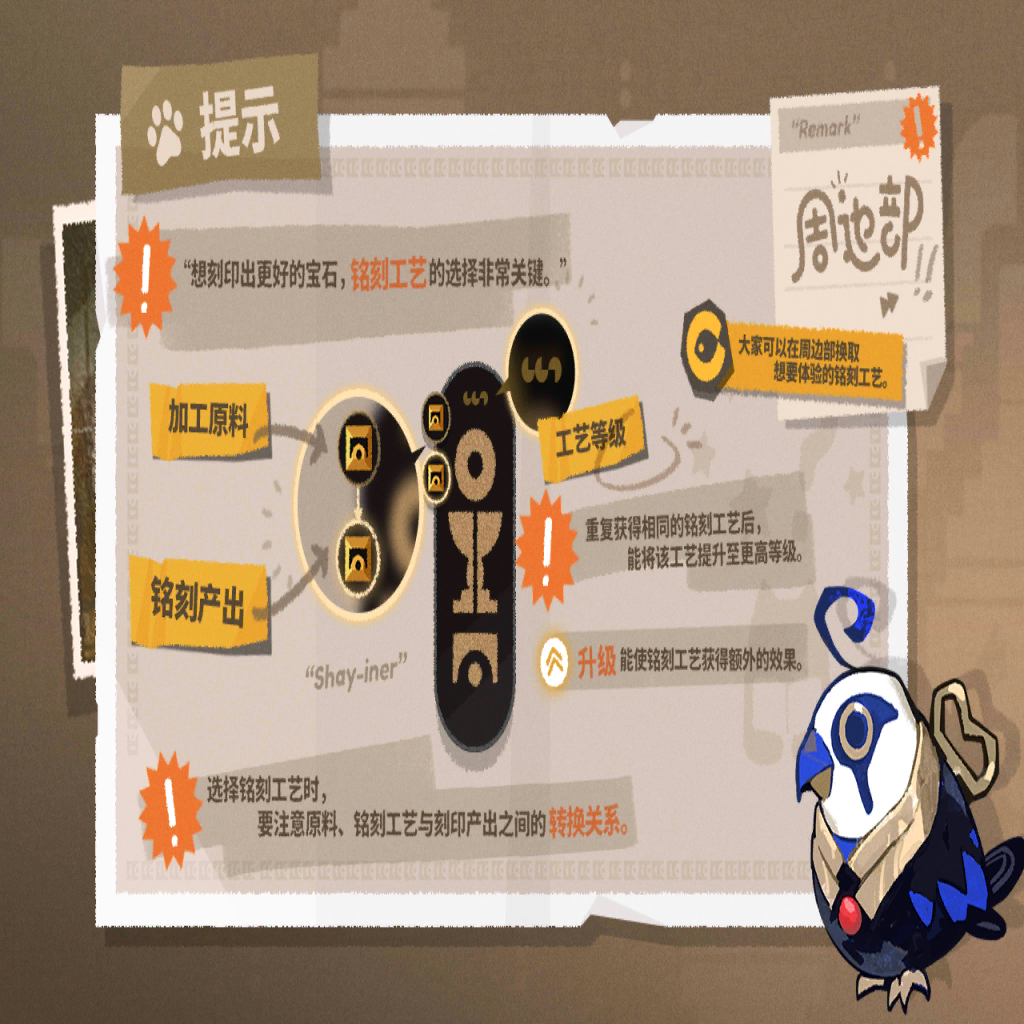 提示
“Remark”
周边部!!
“想刻印出更好的宝石，铭刻工艺的选择非常关键。”
大家可以在周边部换取
想要体验的铭刻工艺。
加工原料
工艺等级
重复获得相同的铭刻工艺后，
能将该工艺提升至更高等级。
铭刻产出
升级能使铭刻工艺获得额外的效果。
“Shay-iner”
选择铭刻工艺时，
要注意原料、铭刻工艺与刻印产出之间的转换关系。